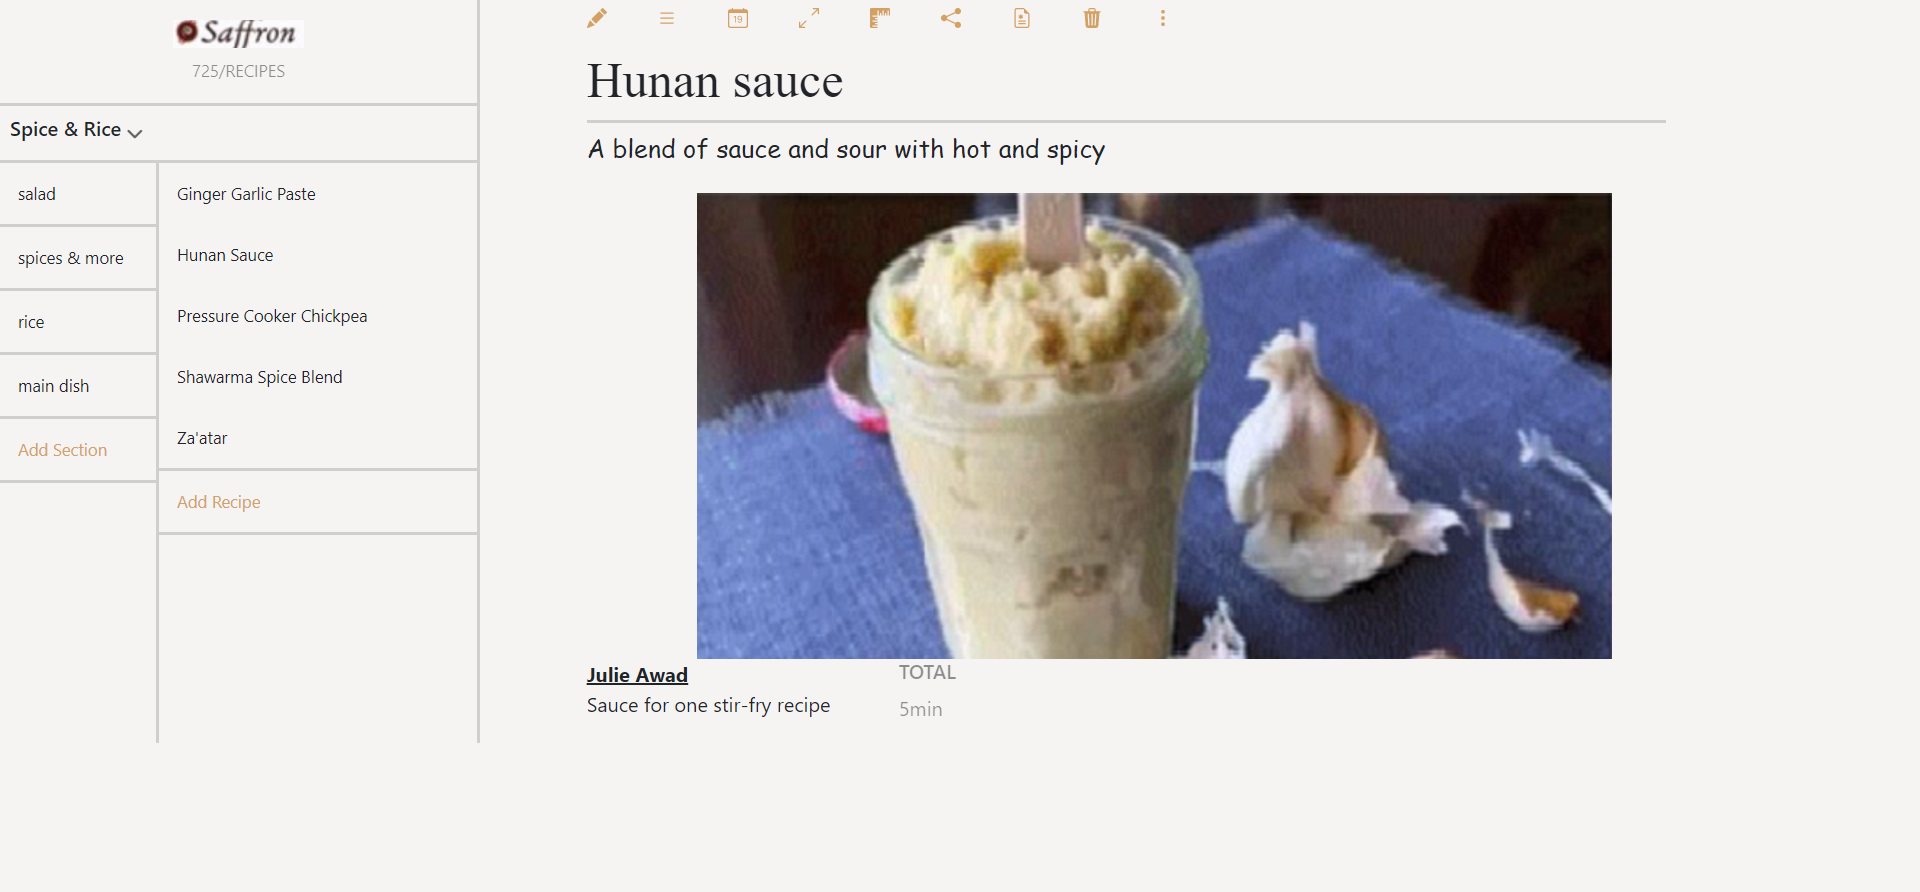 Saffron
725/RECIPES
Spice & Rice
salad
spices & more
rice
main dish
Add Section
Ginger Garlic Paste
Hunan Sauce
Pressure Cooker Chickpea
Shawarma Spice Blend
Za'atar
Add Recipe
19
Hunan sauce
A blend of sauce and sour with hot and spicy
Julie Awad
Sauce for one stir-fry recipe
TOTAL
5min